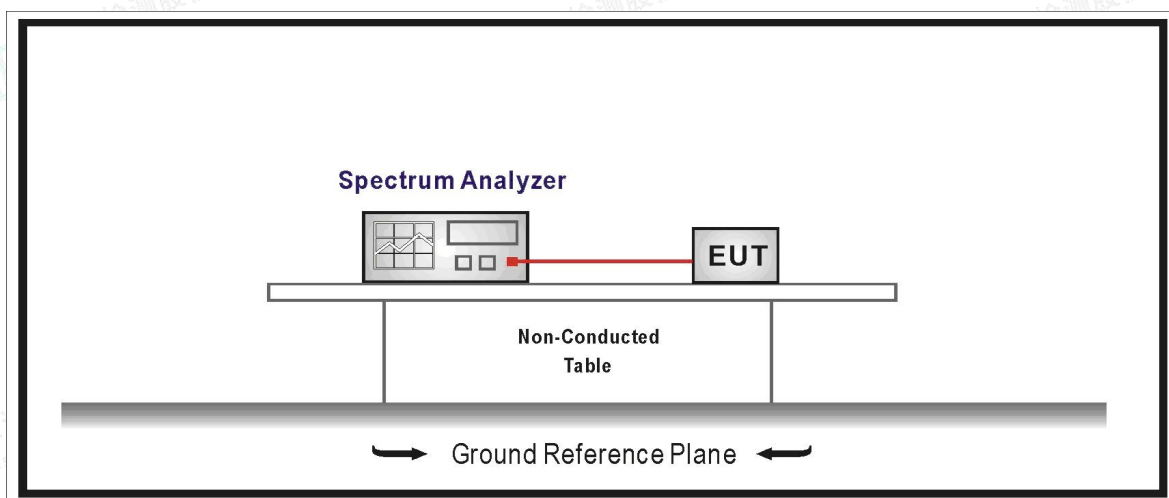 Spectrum Analyzer
EUT
Non-Conducted
Table
Ground Reference Plane